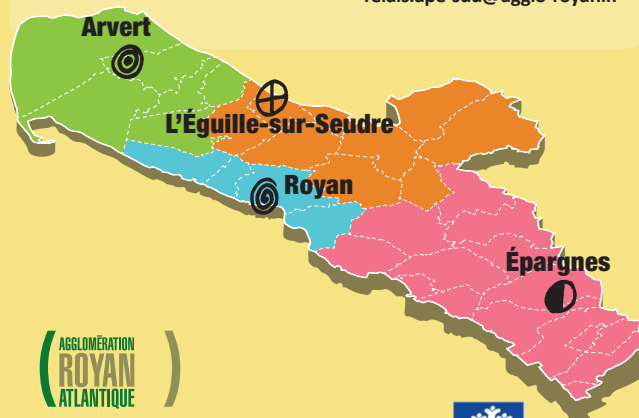 Arvert
L'Éguille-sur-Seudre
Royan
Épargnes
AGGLOMÉRATION
ROYAN
ATLANTIQUE